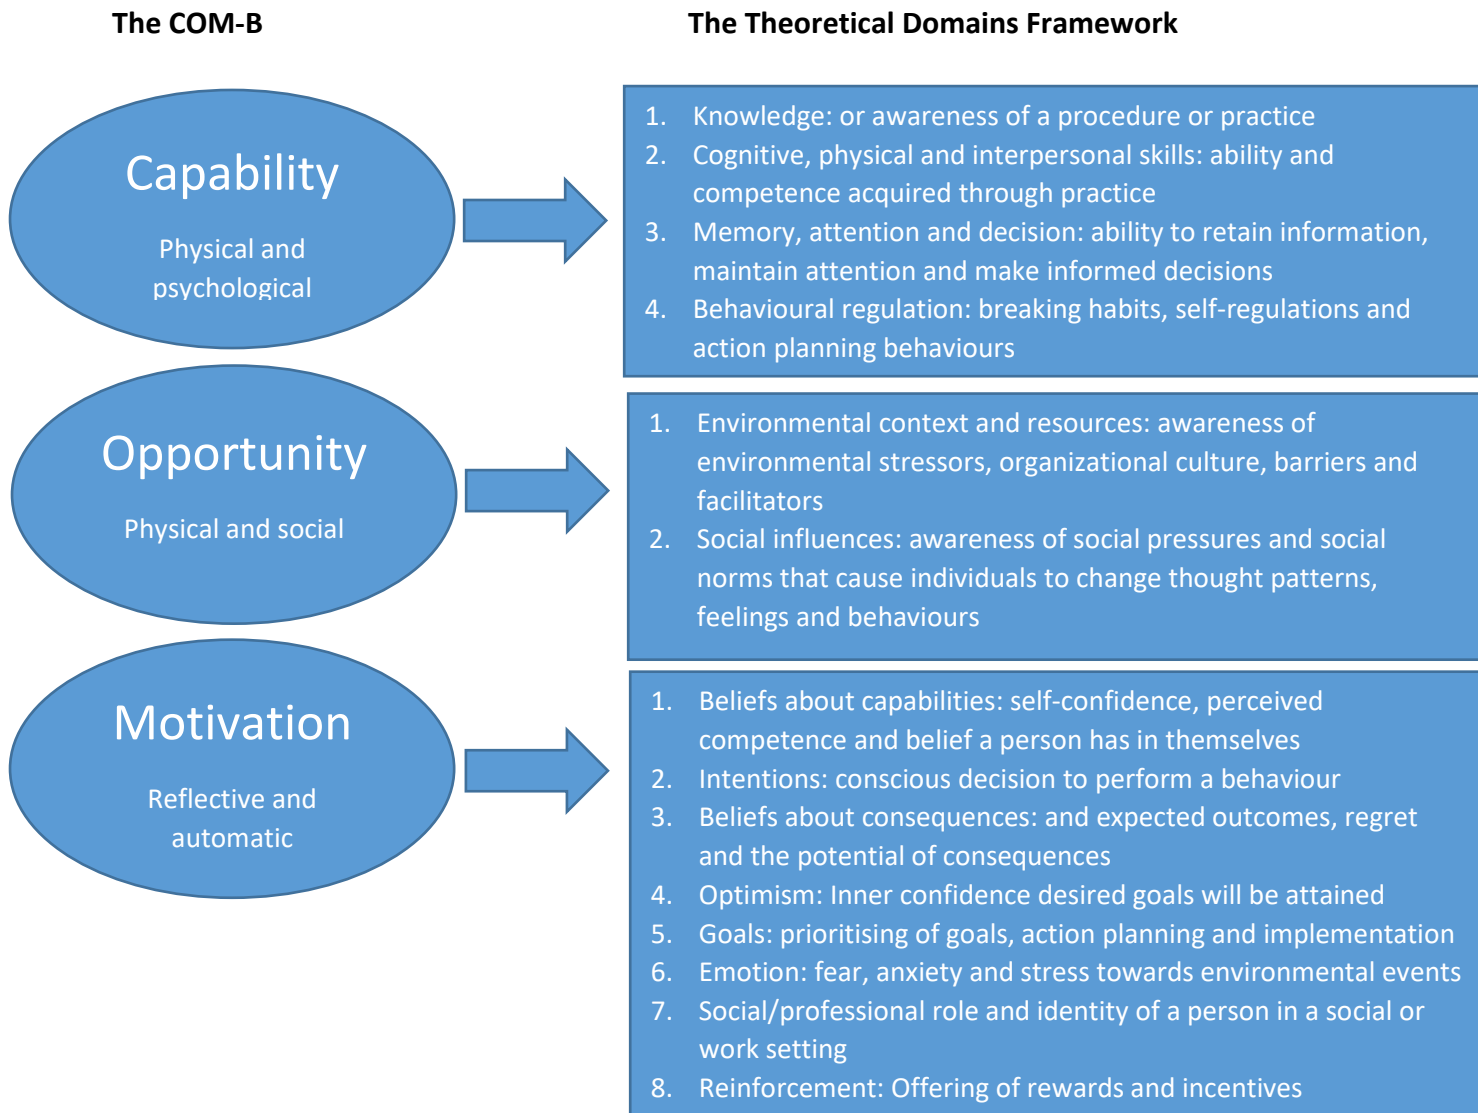 The COM-B
The Theoretical Domains Framework
Capability
Physical and
psychological
1. Knowledge: or awareness of a procedure or practice
2. Cognitive, physical and interpersonal skills: ability and
competence acquired through practice
3. Memory, attention and decision: ability to retain information,
maintain attention and make informed decisions
4. Behavioural regulation: breaking habits, self-regulations and
action planning behaviours
Opportunity
Physical and social
1. Environmental context and resources: awareness of
environmental stressors, organizational culture, barriers and
facilitators
2. Social influences: awareness of social pressures and social
norms that cause individuals to change thought patterns,
feelings and behaviours
Motivation
Reflective and
automatic
1. Beliefs about capabilities: self-confidence, perceived
competence and belief a person has in themselves
2. Intentions: conscious decision to perform a behaviour
3. Beliefs about consequences: and expected outcomes, regret
and the potential of consequences
4. Optimism: Inner confidence desired goals will be attained
5. Goals: prioritising of goals, action planning and implementation
6. Emotion: fear, anxiety and stress towards environmental events
7. Social/professional role and identity of a person in a social or
work setting
8. Reinforcement: Offering of rewards and incentives